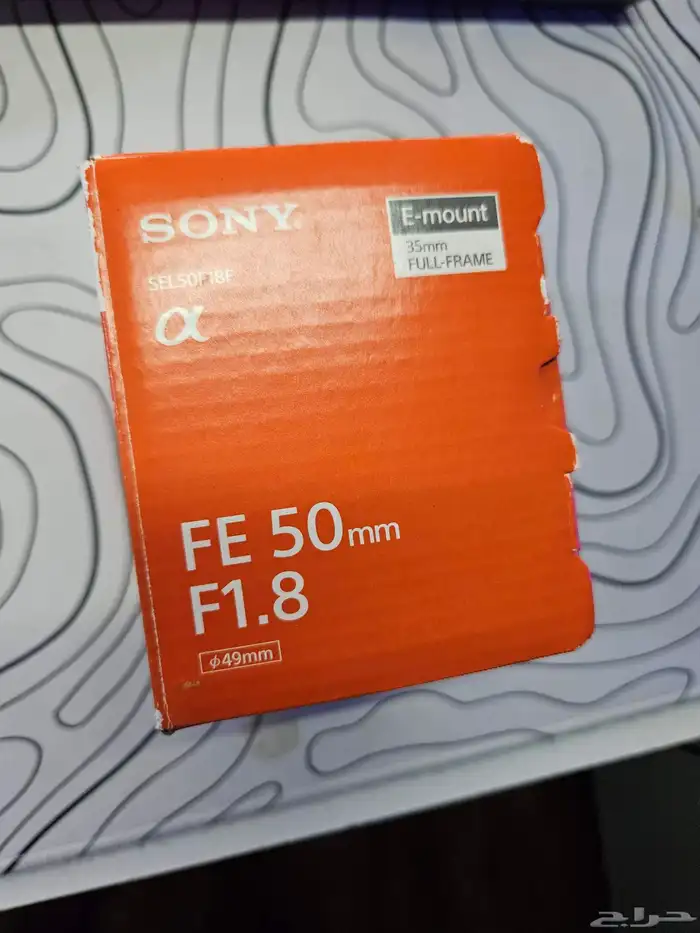 SONY
E-mount
35mm
FULL-FRAME
SEL50F18F
α
FE 50mm
F1.8
φ49mm
حراج